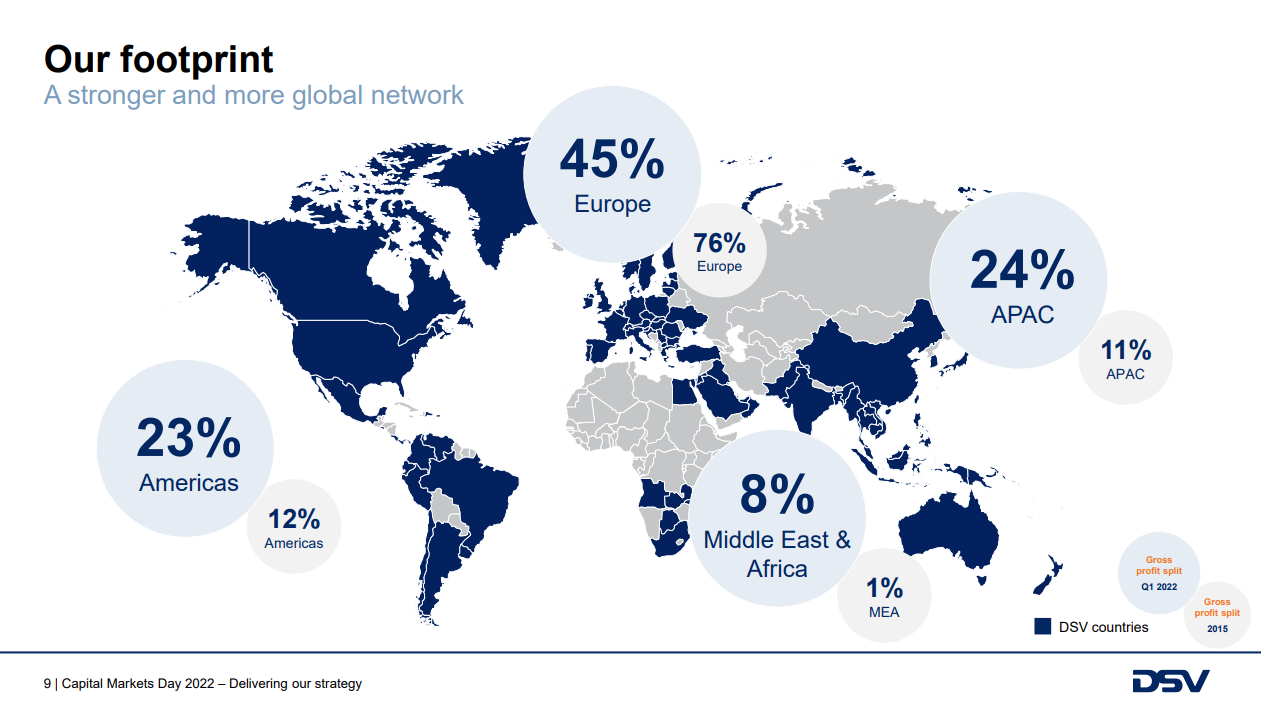 Our footprint
A stronger and more global network
45%
Europe
76%
Europe
24%
APAC
11%
APAC
23%
Americas
12%
Americas
8%
Middle East &
Africa
1%
MEA
Gross
profit split
Q1 2022
Gross
profit split
2015
DSV countries
9 | Capital Markets Day 2022 – Delivering our strategy
DSV